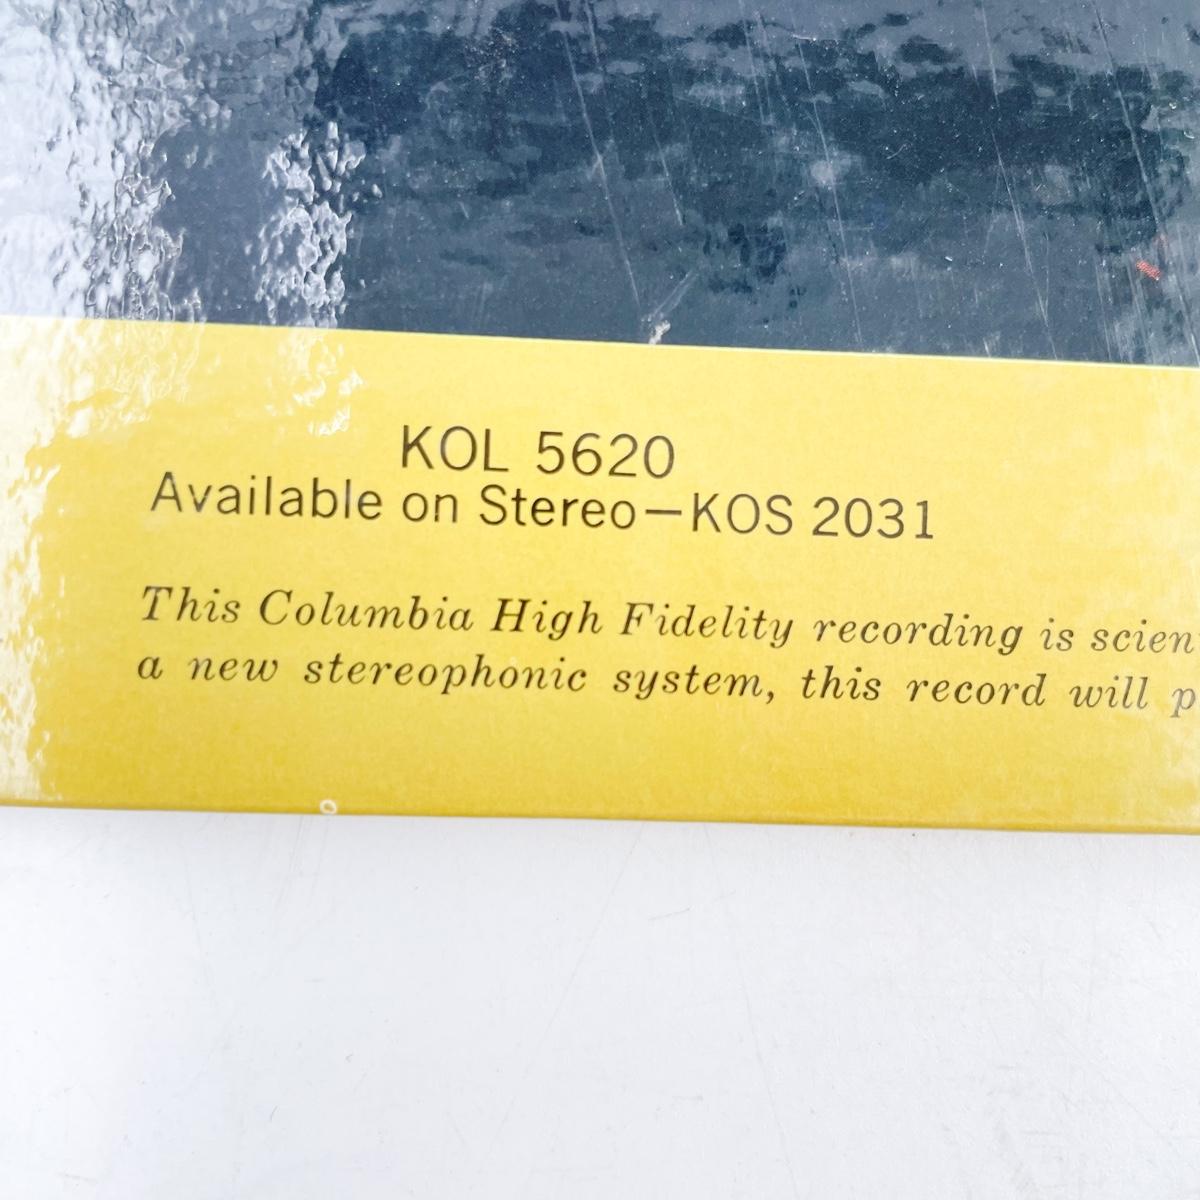 KOL 5620
Available on Stereo—KOS 2031
This Columbia High Fidelity recording is scien
a new stereophonic system, this record will p